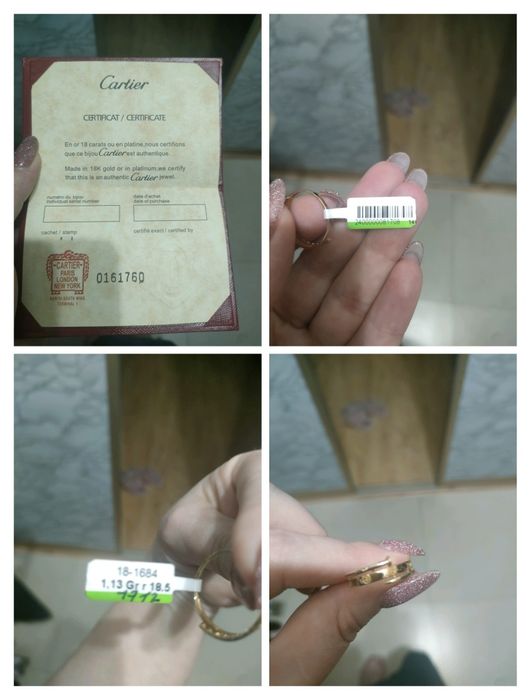 Cartier
CERTIFICAT / CERTIFICATE
En or 18 carats ou en platine, nous certifions
que ce bijou Cartier est authentique.
Made in 18K gold or in platinum, we certify
that this is an authentic Cartier jewel.
numéro du bijou
individual serial number
date d'achat
date of purchase
cachet / stamp
certifié exact / certified by
CARTIER
PARIS
LONDON
NEW YORK
TERMINAL 1
0161760
18-1684
1.13 Gr r 18.5